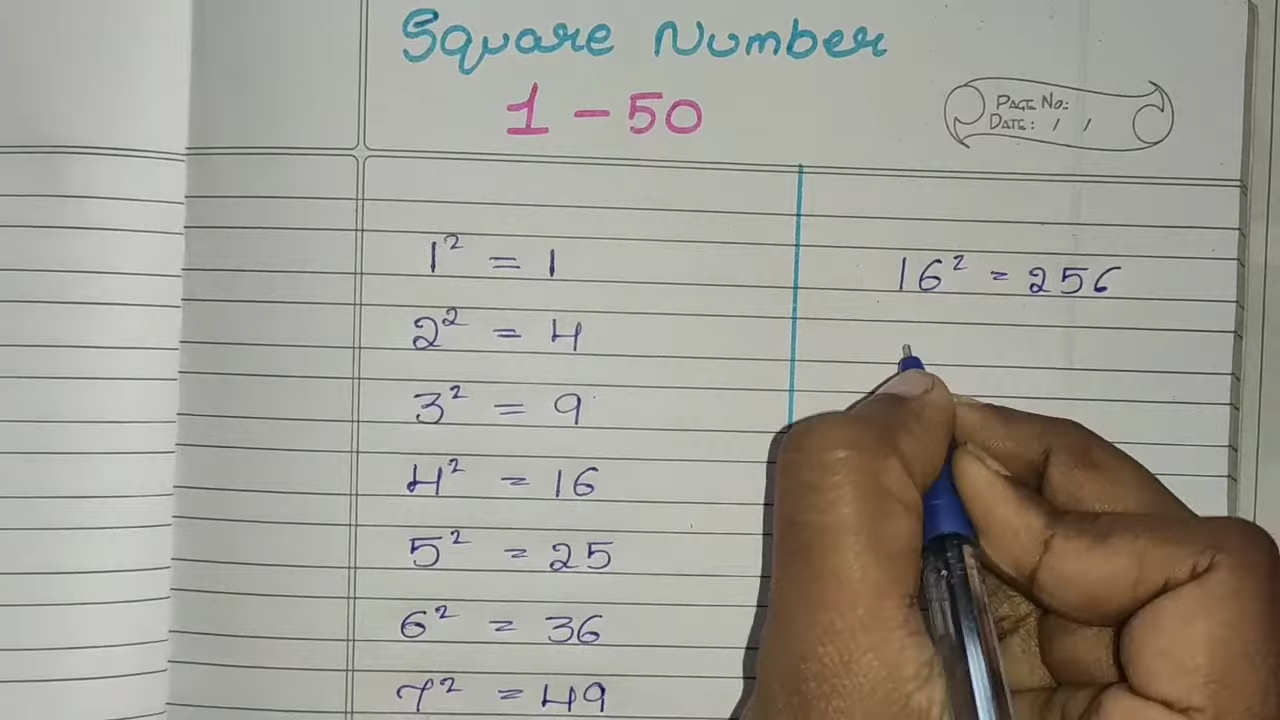 Square Number
1 - 50
PAGE NO:
DATE: / /
1² = 1
2² = 4
3² = 9
4² = 16
5² = 25
6² = 36
7² = 49
16² = 256